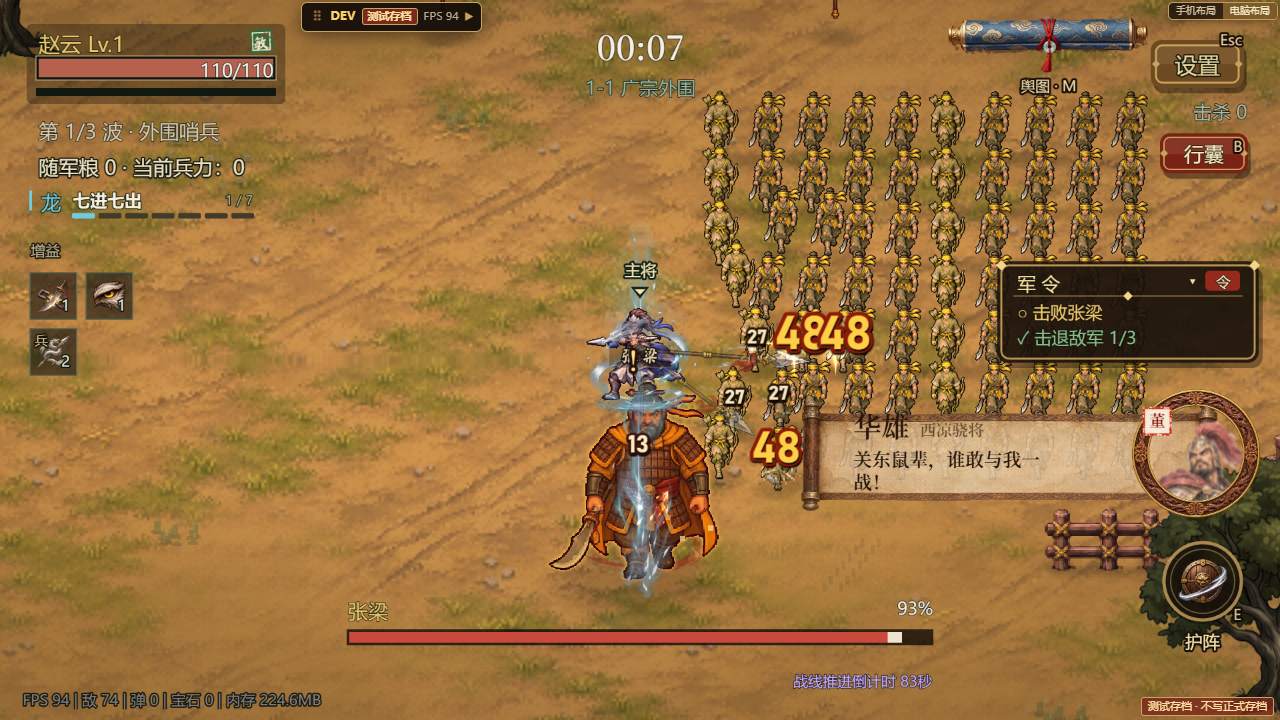 DEV 测试存档 FPS 94 ▶
手机布局 电脑布局
赵云 Lv.1 敏
110/110
00:07
1-1 广宗外围
Esc
设置
舆图·M
击杀 0
行囊 B
第 1/3 波 · 外围哨兵
随军粮 0 · 当前兵力： 0
龙 七进七出 1 / 7
增益
1
1
兵 2
主将
军令 ▼ 令
○ 击败张梁
✓ 击退敌军 1/3
27 48 48
27 27
13 48
董
华雄 西凉骁将
关东鼠辈，谁敢与我一
战！
E
护阵
张梁 93%
战线推进倒计时 83秒
FPS 94 | 敌 74 | 弹 0 | 宝石 0 | 内存 224.6MB
测试存档 · 不写正式存档